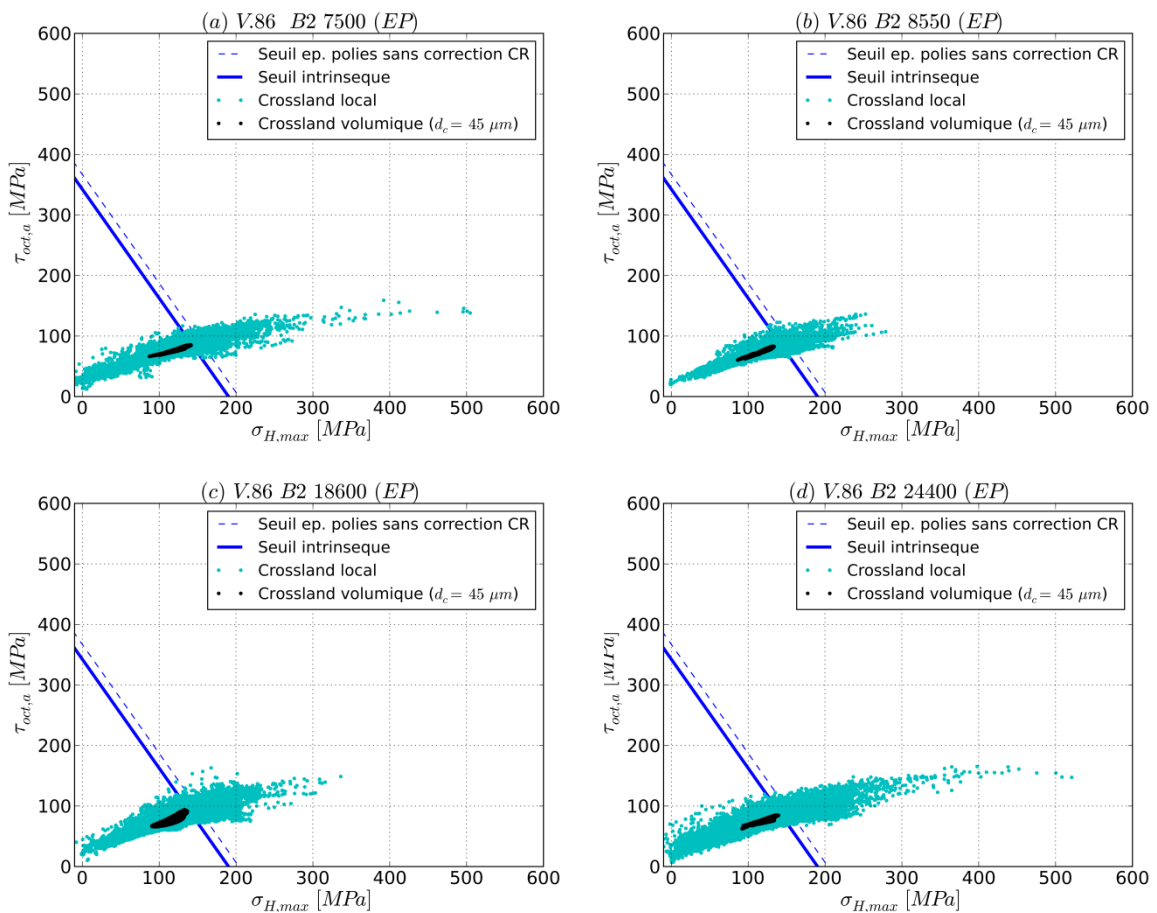 (a) V.86 B2 7500 (EP)
600
500
400
300
200
100
0
τoct,a [MPa]
Seuil ep. polies sans correction CR
Seuil intrinseque
Crossland local
Crossland volumique (dc = 45 μm)
0 100 200 300 400 500 600
σH,max [MPa]
(b) V.86 B2 8550 (EP)
600
500
400
300
200
100
0
τoct,a [MPa]
Seuil ep. polies sans correction CR
Seuil intrinseque
Crossland local
Crossland volumique (dc = 45 μm)
0 100 200 300 400 500 600
σH,max [MPa]
(c) V.86 B2 18600 (EP)
600
500
400
300
200
100
0
τoct,a [MPa]
Seuil ep. polies sans correction CR
Seuil intrinseque
Crossland local
Crossland volumique (dc = 45 μm)
0 100 200 300 400 500 600
σH,max [MPa]
(d) V.86 B2 24400 (EP)
600
500
400
300
200
100
0
τoct,a [MPa]
Seuil ep. polies sans correction CR
Seuil intrinseque
Crossland local
Crossland volumique (dc = 45 μm)
0 100 200 300 400 500 600
σH,max [MPa]